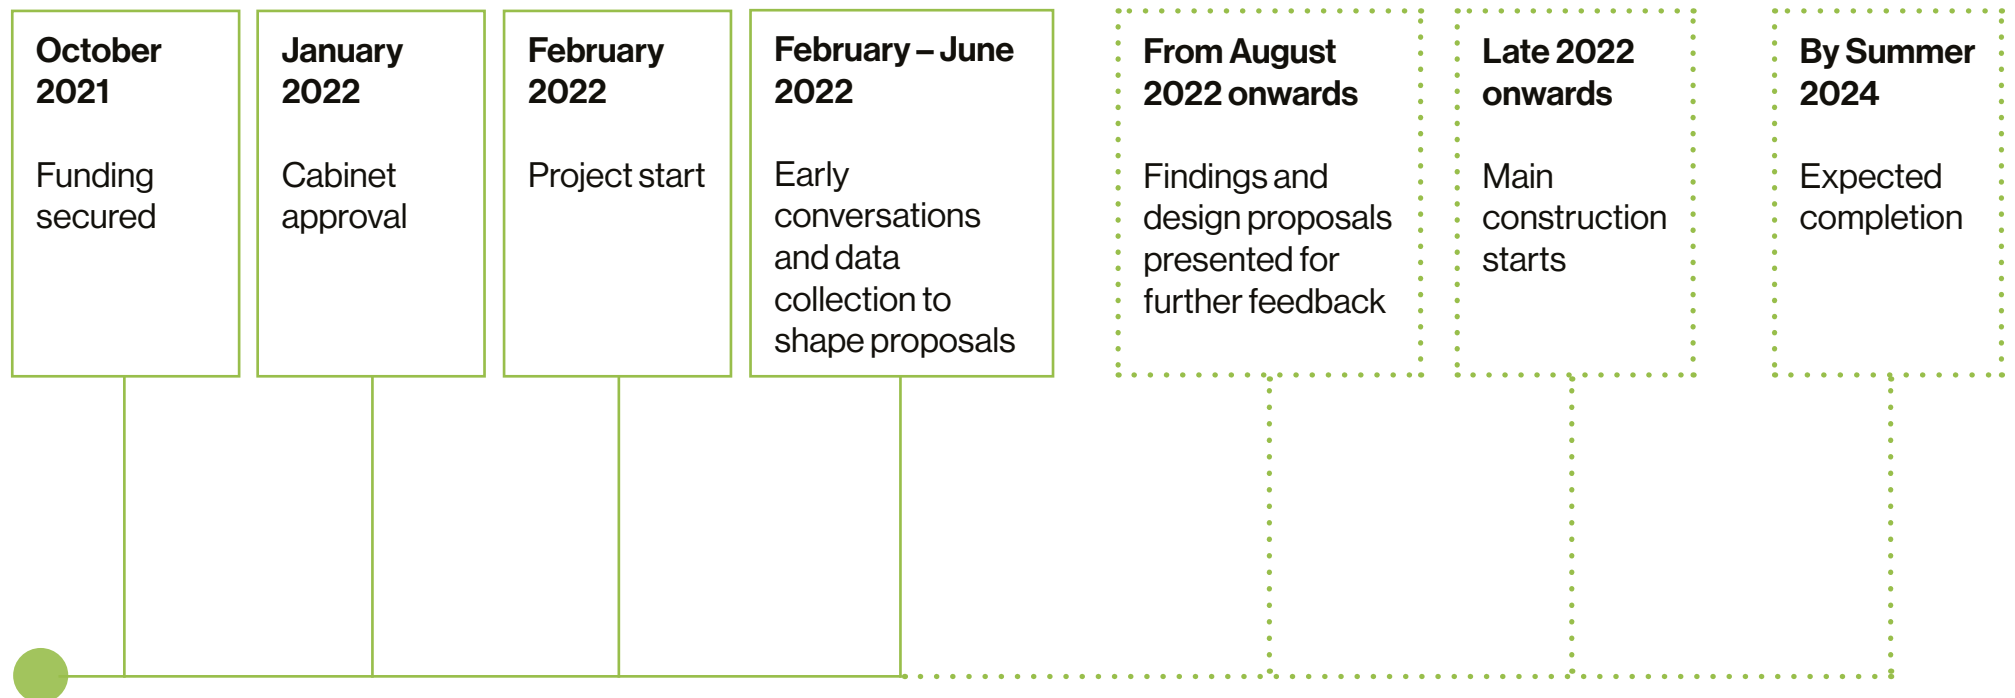 October
2021
Funding
secured
January
2022
Cabinet
approval
February
2022
Project start
February – June
2022
Early
conversations
and data
collection to
shape proposals
From August
2022 onwards
Findings and
design proposals
presented for
further feedback
Late 2022
onwards
Main
construction
starts
By Summer
2024
Expected
completion